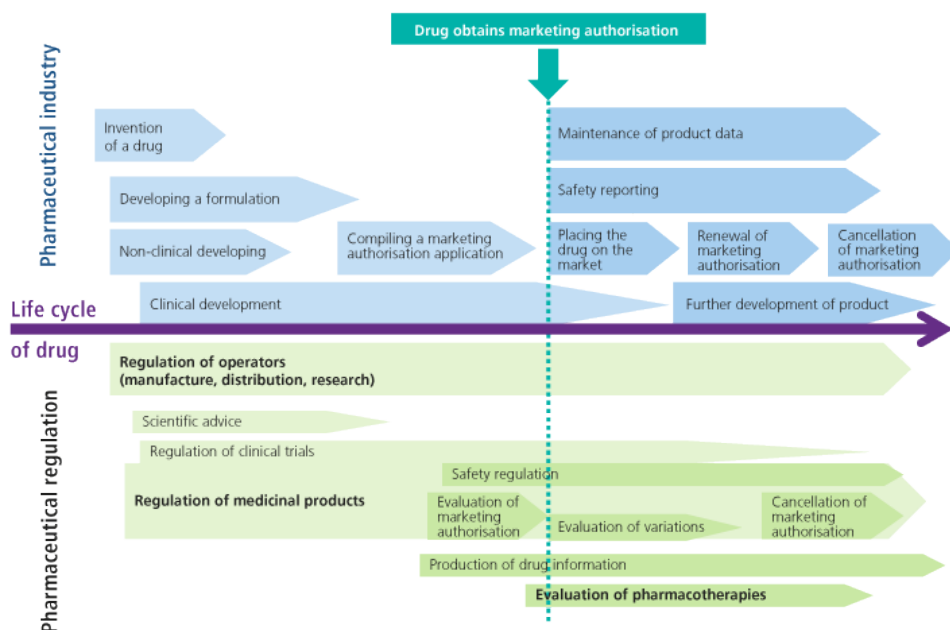 Drug obtains marketing authorisation
Pharmaceutical industry
Invention
of a drug
Maintenance of product data
Developing a formulation
Safety reporting
Non-clinical developing
Compiling a marketing
authorisation application
Placing the
drug on the
market
Renewal of
marketing
authorisation
Cancellation
of marketing
authorisation
Clinical development
Further development of product
Life cycle
of drug
Pharmaceutical regulation
Regulation of operators
(manufacture, distribution, research)
Scientific advice
Regulation of clinical trials
Safety regulation
Regulation of medicinal products
Evaluation of
marketing
authorisation
Evaluation of variations
Cancellation of
marketing
authorisation
Production of drug information
Evaluation of pharmacotherapies